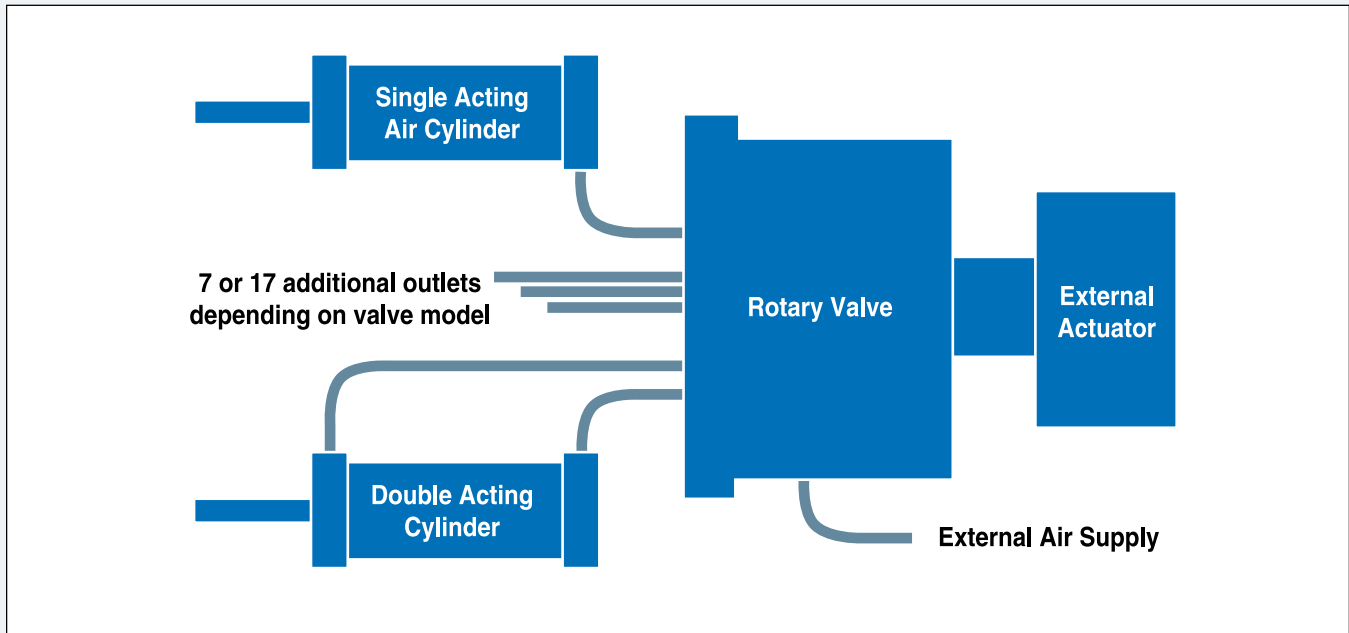 Single Acting
Air Cylinder
7 or 17 additional outlets
depending on valve model
Rotary Valve
External
Actuator
Double Acting
Cylinder
External Air Supply